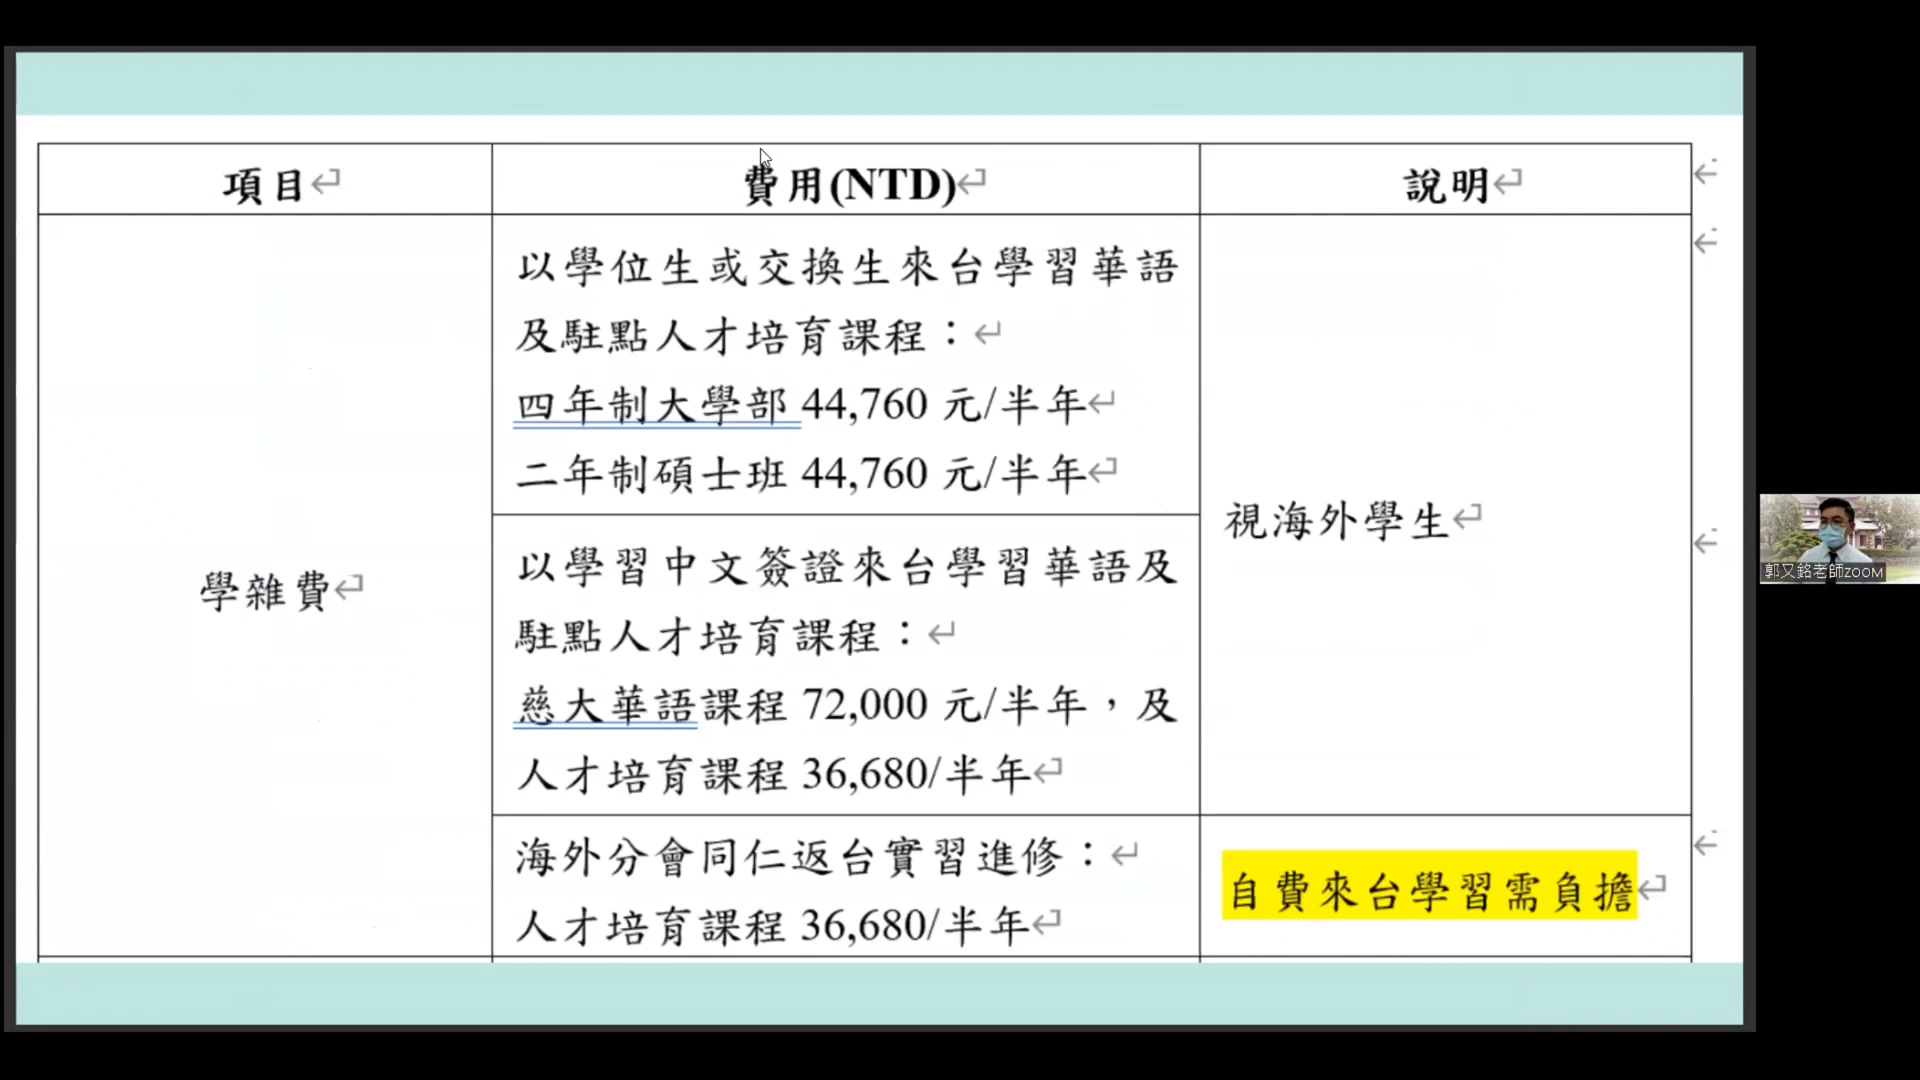 項目
費用(NTD)
說明
學雜費
以學位生或交換生來台學習華語
及駐點人才培育課程：
四年制大學部 44,760 元/半年
二年制碩士班 44,760 元/半年
以學習中文簽證來台學習華語及
駐點人才培育課程：
慈大華語課程 72,000 元/半年，及
人才培育課程 36,680/半年
視海外學生
海外分會同仁返台實習進修：
人才培育課程 36,680/半年
自費來台學習需負擔
郭又銘老師ZOOM